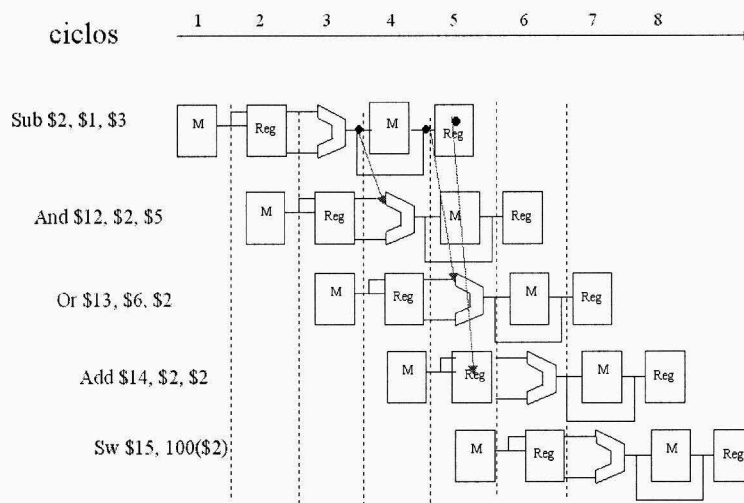 ciclos 1 2 3 4 5 6 7 8
Sub $2, $1, $3 M Reg M Reg
And $12, $2, $5 M Reg M Reg
Or $13, $6, $2 M Reg M Reg
Add $14, $2, $2 M Reg M Reg
Sw $15, 100($2) M Reg M Reg